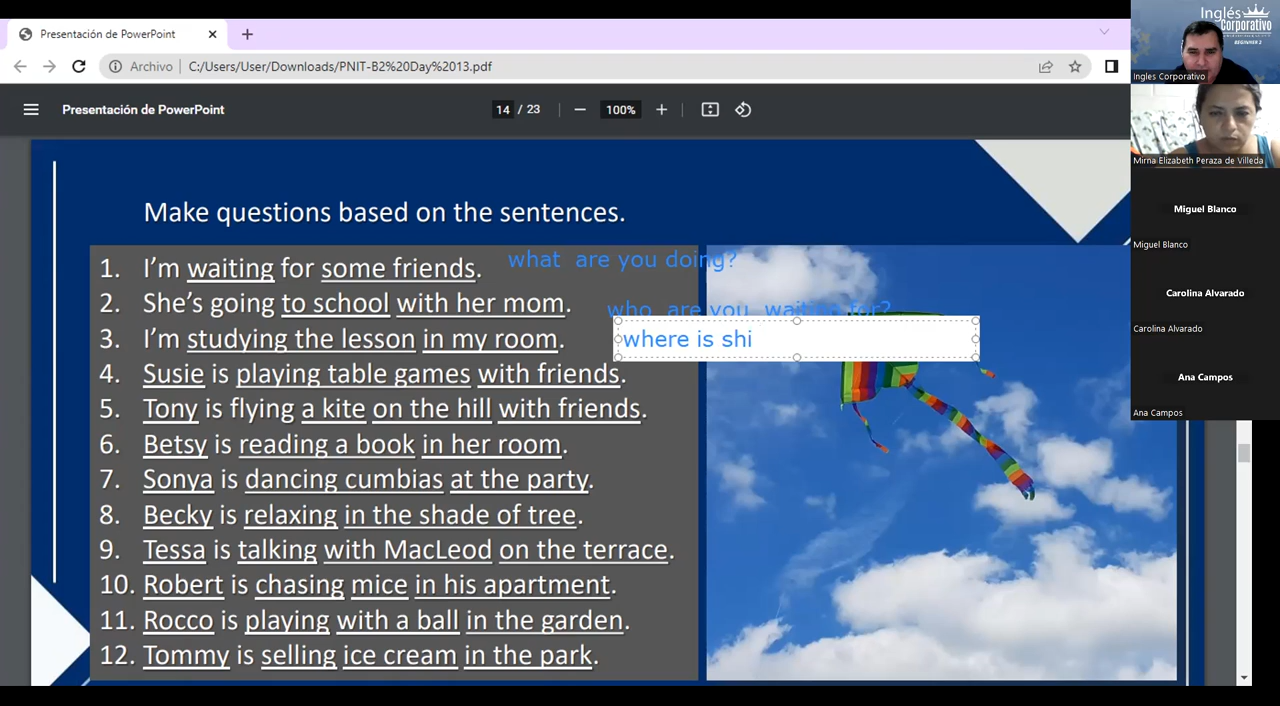 Presentación de PowerPoint
Archivo
C:/Users/User/Downloads/PNIT-B2%20Day%2013.pdf
Presentación de PowerPoint
14 / 23
100%
Make questions based on the sentences.
1. I'm waiting for some friends.
what are you doing?
2. She's going to school with her mom.
who are you waiting for?
3. I'm studying the lesson in my room.
where is shi
4. Susie is playing table games with friends.
5. Tony is flying a kite on the hill with friends.
6. Betsy is reading a book in her room.
7. Sonya is dancing cumbias at the party.
8. Becky is relaxing in the shade of tree.
9. Tessa is talking with MacLeod on the terrace.
10. Robert is chasing mice in his apartment.
11. Rocco is playing with a ball in the garden.
12. Tommy is selling ice cream in the park.
Inglés
Corporativo
BEGINNER 2
Ingles Corporativo
Mirna Elizabeth Peraza de Villeda
Miguel Blanco
Miguel Blanco
Carolina Alvarado
Carolina Alvarado
Ana Campos
Ana Campos